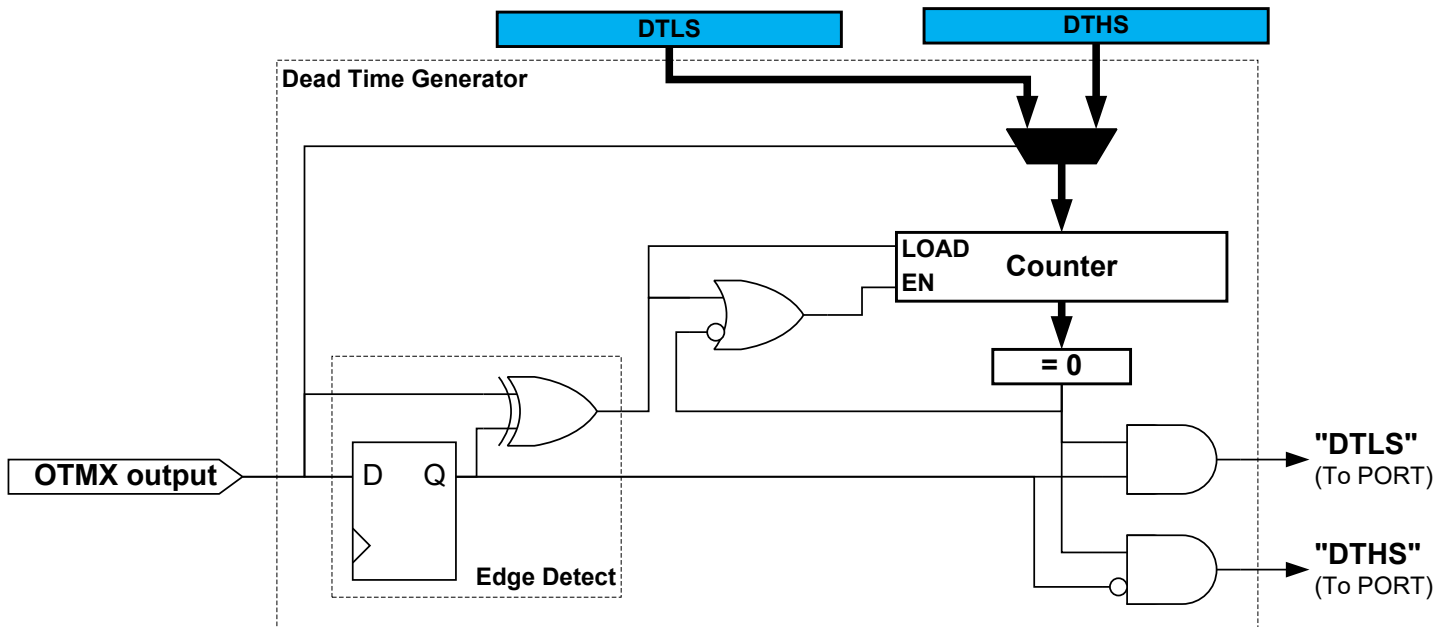 DTLS
DTHS
Dead Time Generator
LOAD
EN
Counter
= 0
OTMX output
D
Q
Edge Detect
"DTLS"
(To PORT)
"DTHS"
(To PORT)